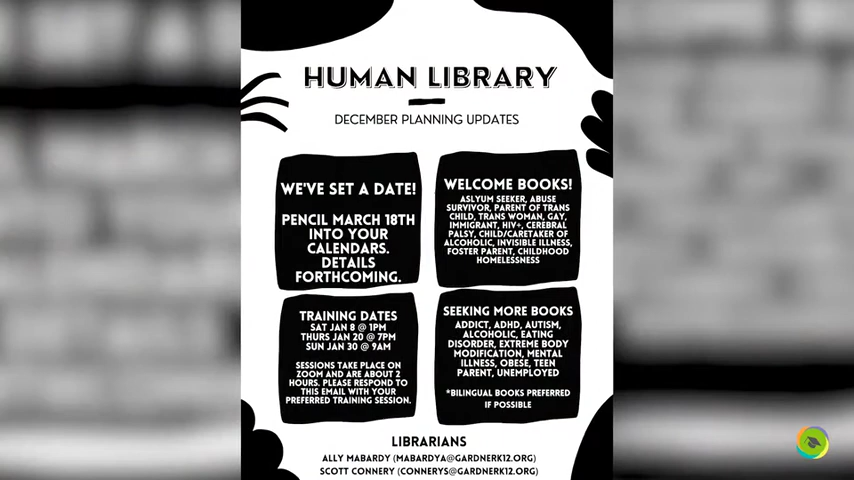 HUMAN LIBRARY
DECEMBER PLANNING UPDATES
WE'VE SET A DATE!
PENCIL MARCH 18TH
INTO YOUR
CALENDARS.
DETAILS
FORTHCOMING.
WELCOME BOOKS!
ASLYUM SEEKER, ABUSE
SURVIVOR, PARENT OF TRANS
CHILD, TRANS WOMAN, GAY,
IMMIGRANT, HIV+, CEREBRAL
PALSY, CHILD/CARETAKER OF
ALCOHOLIC, INVISIBLE ILLNESS,
FOSTER PARENT, CHILDHOOD
HOMELESSNESS
TRAINING DATES
SAT JAN 8 @ 1PM
THURS JAN 20 @ 7PM
SUN JAN 30 @ 9AM
SESSIONS TAKE PLACE ON
ZOOM AND ARE ABOUT 2
HOURS. PLEASE RESPOND TO
THIS EMAIL WITH YOUR
PREFERRED TRAINING SESSION.
SEEKING MORE BOOKS
ADDICT, ADHD, AUTISM,
ALCOHOLIC, EATING
DISORDER, EXTREME BODY
MODIFICATION, MENTAL
ILLNESS, OBESE, TEEN
PARENT, UNEMPLOYED
*BILINGUAL BOOKS PREFERRED
IF POSSIBLE
LIBRARIANS
ALLY MABARDY (MABARDYA@GARDNERK12.ORG)
SCOTT CONNERY (CONNERYS@GARDNERK12.ORG)